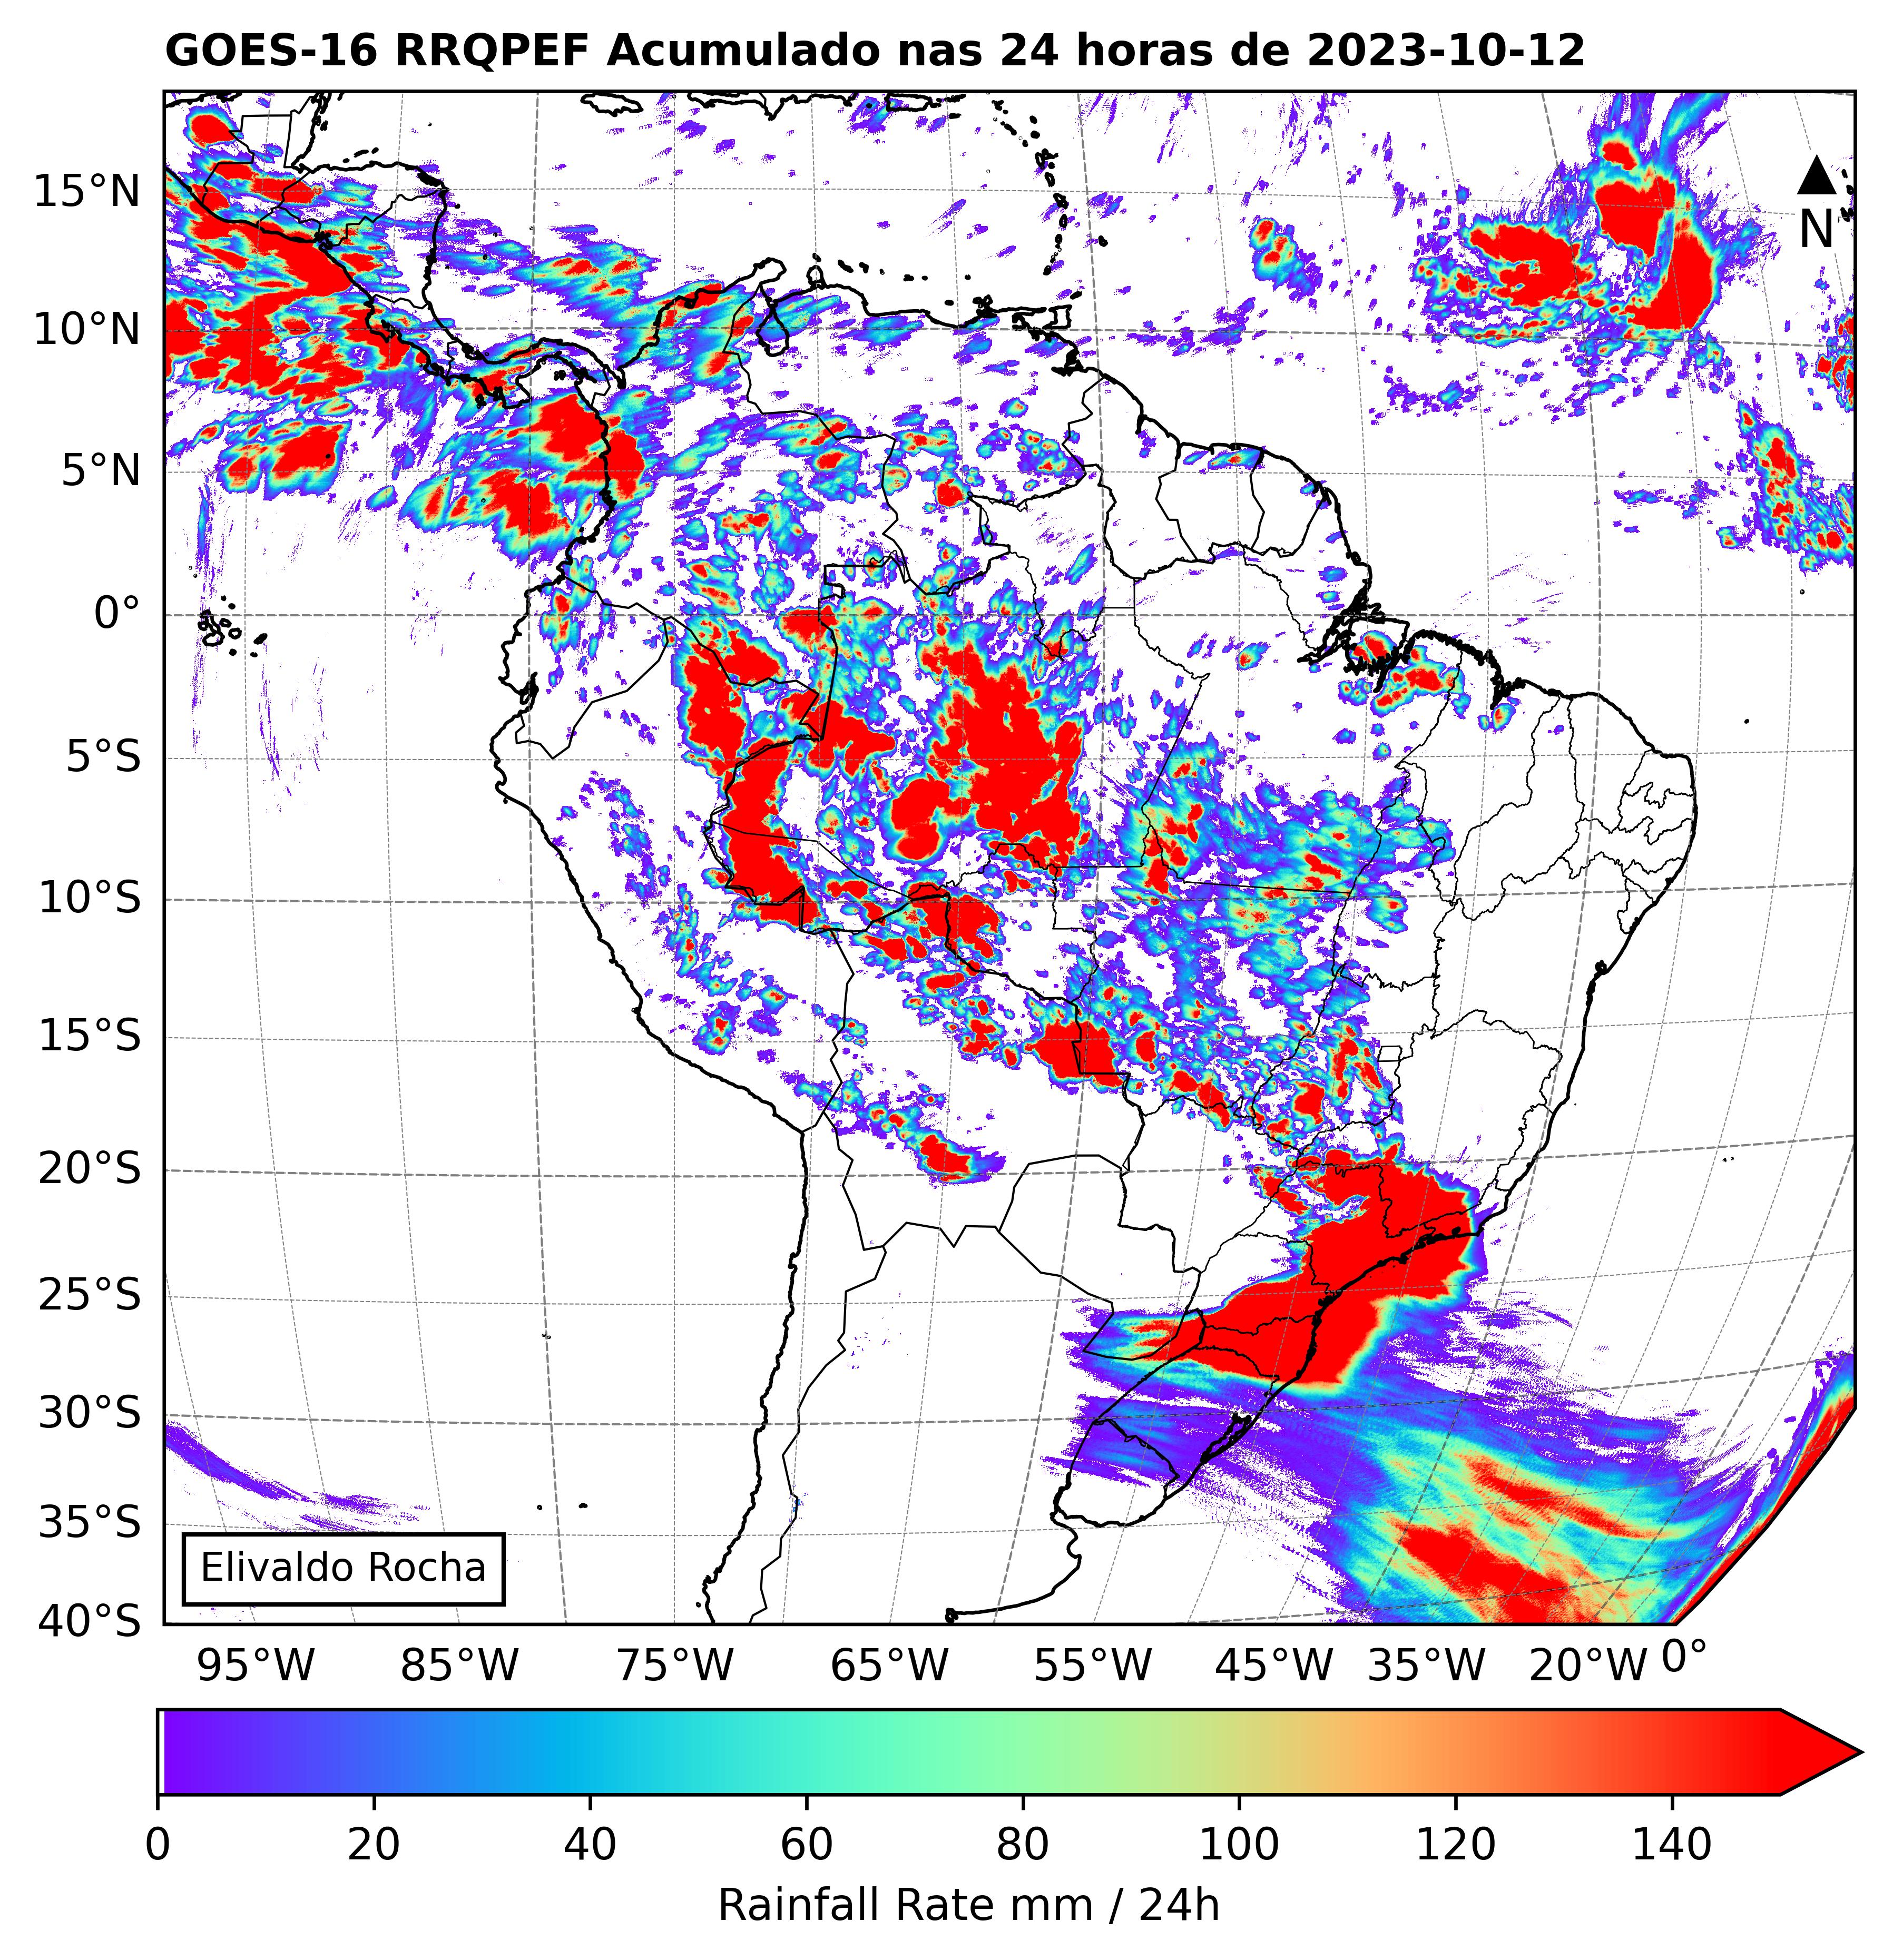 GOES-16 RRQPEF Acumulado nas 24 horas de 2023-10-12
N
15°N
10°N
5°N
0°
5°S
10°S
15°S
20°S
25°S
30°S
35°S
40°S
Elivaldo Rocha
95°W 85°W 75°W 65°W 55°W 45°W 35°W 20°W 0°
0 20 40 60 80 100 120 140
Rainfall Rate mm / 24h